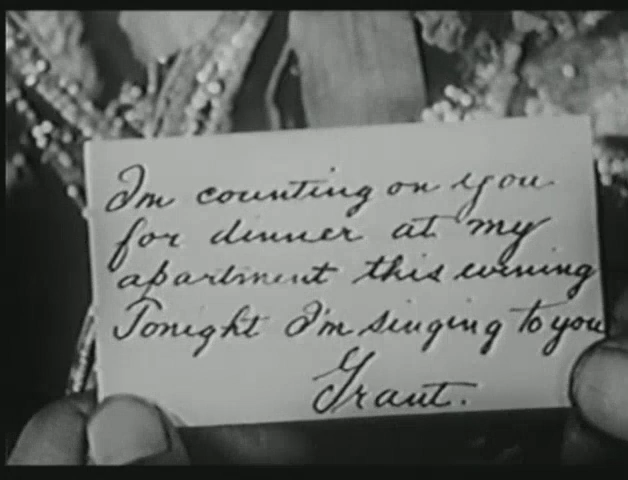 I'm counting on you
for dinner at my
apartment this evening
Tonight I'm singing to you
Grant.